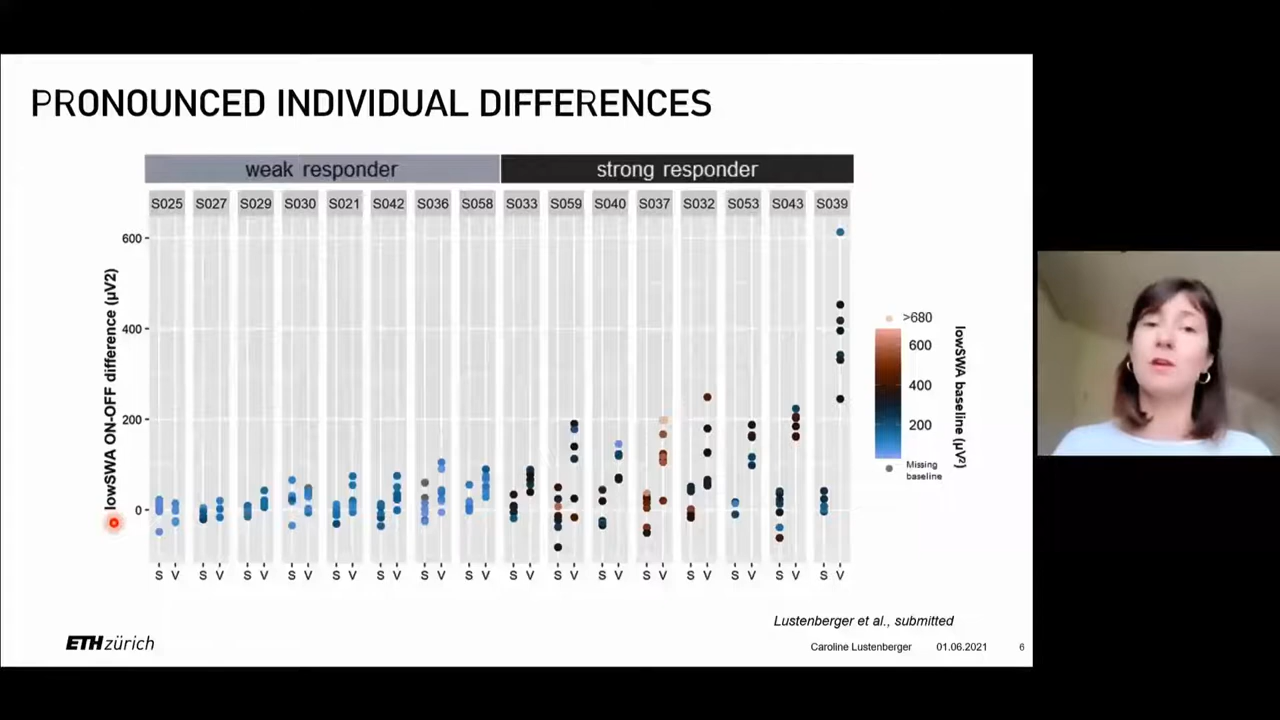 PRONOUNCED INDIVIDUAL DIFFERENCES
weak responder strong responder
S025 S027 S029 S030 S021 S042 S036 S058 S033 S059 S040 S037 S032 S053 S043 S039
600
400
200
0
lowSWA ON-OFF difference (µV2)
S V S V S V S V S V S V S V S V S V S V S V S V S V S V S V S V
>680
600
400
200
Missing
baseline
lowSWA baseline (µV²)
Lustenberger et al., submitted
ETH zürich
Caroline Lustenberger 01.06.2021 6